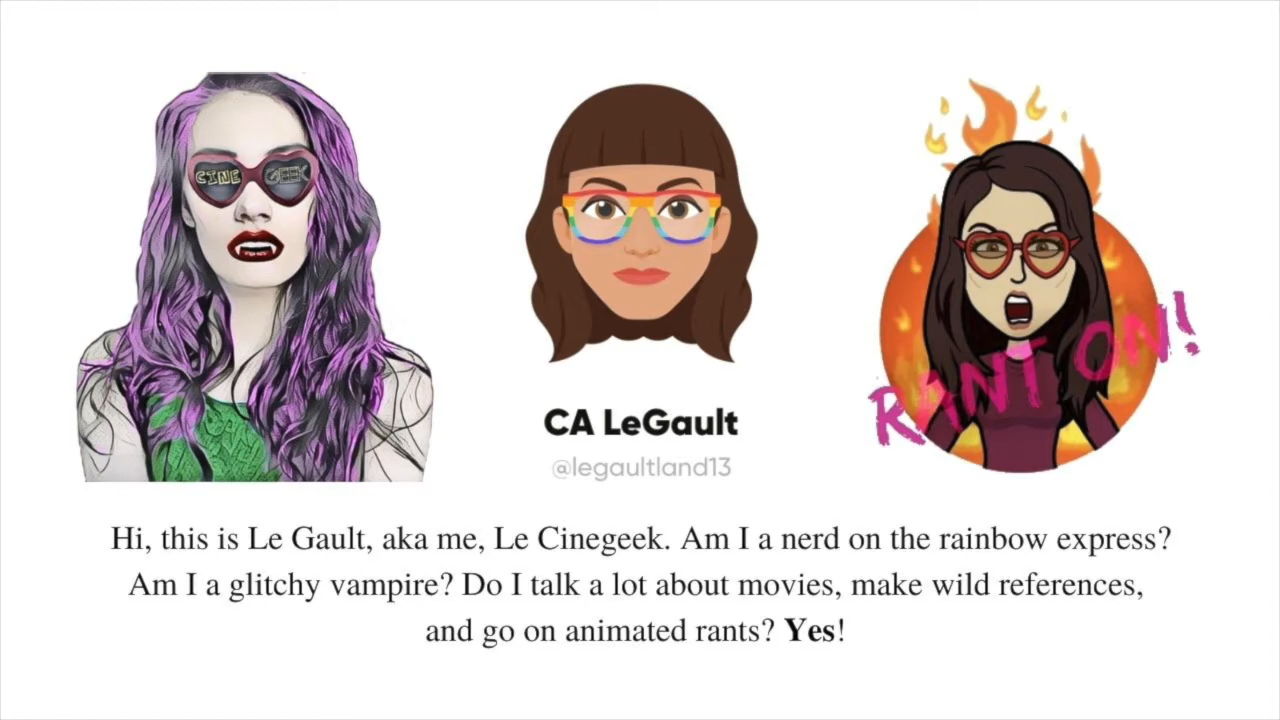 CINE GEEK
RANT ON!
CA LeGault
@legaultland13
Hi, this is Le Gault, aka me, Le Cinegeek. Am I a nerd on the rainbow express?
Am I a glitchy vampire? Do I talk a lot about movies, make wild references,
and go on animated rants? Yes!